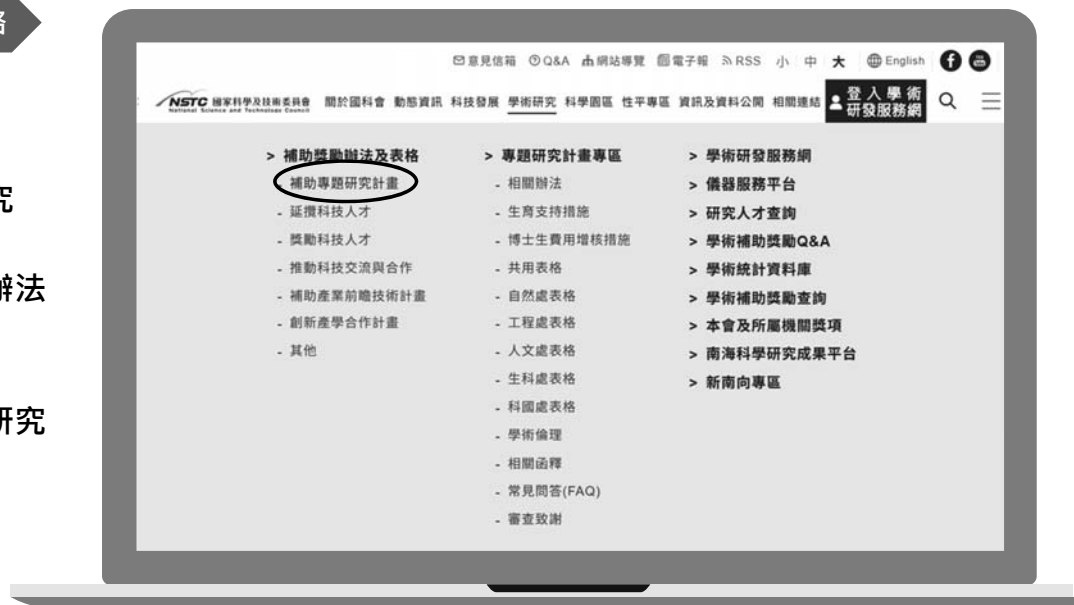 絡
究
辦法
研究
意見信箱 Q&A 網站導覽 電子報 RSS 小 中 大 English
NSTC 國家科學及技術委員會 關於國科會 動態資訊 科技發展 學術研究 科學園區 性平專區 資訊及資料公開 相關連結 登入學術研發服務網
National Science and Technology Council
> 補助獎勵辦法及表格
- 補助專題研究計畫
- 延攬科技人才
- 獎勵科技人才
- 推動科技交流與合作
- 補助產業前瞻技術計畫
- 創新產學合作計畫
- 其他
> 專題研究計畫專區
- 相關辦法
- 生育支持措施
- 博士生費用增核措施
- 共用表格
- 自然處表格
- 工程處表格
- 人文處表格
- 生科處表格
- 科國處表格
- 學術倫理
- 相關函釋
- 常見問答(FAQ)
- 審查致謝
> 學術研發服務網
> 儀器服務平台
> 研究人才查詢
> 學術補助獎勵Q&A
> 學術統計資料庫
> 學術補助獎勵查詢
> 本會及所屬機關獎項
> 南海科學研究成果平台
> 新南向專區